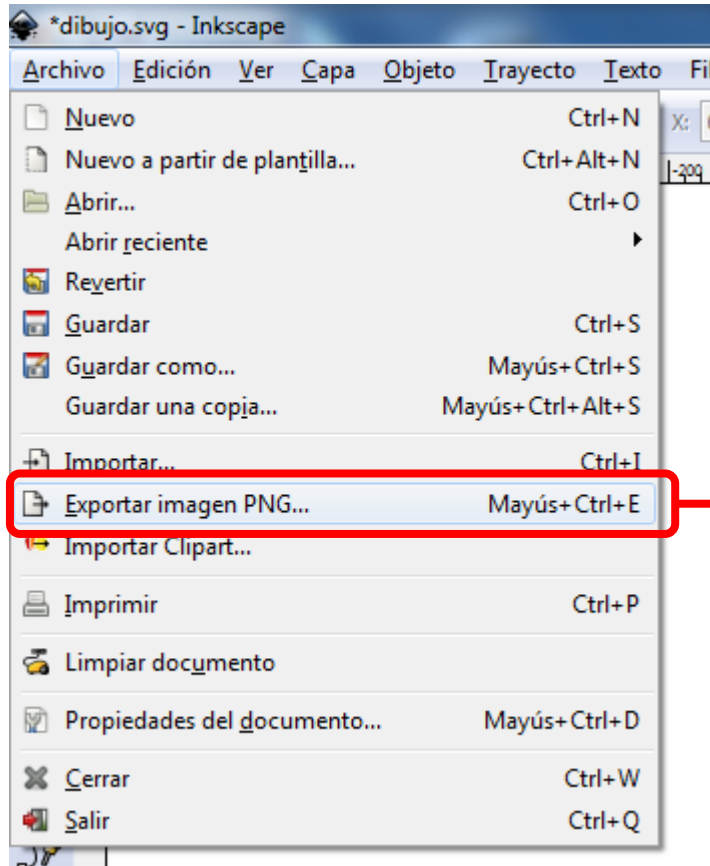 *dibujo.svg - Inkscape
Archivo Edición Ver Capa Objeto Trayecto Texto Fil
Nuevo Ctrl+N
X:
Nuevo a partir de plantilla... Ctrl+Alt+N
-200
Abrir... Ctrl+O
Abrir reciente
Revertir
Guardar Ctrl+S
Guardar como... Mayús+Ctrl+S
Guardar una copia... Mayús+Ctrl+Alt+S
Importar... Ctrl+I
Exportar imagen PNG... Mayús+Ctrl+E
Importar Clipart...
Imprimir Ctrl+P
Limpiar documento
Propiedades del documento... Mayús+Ctrl+D
Cerrar Ctrl+W
Salir Ctrl+Q